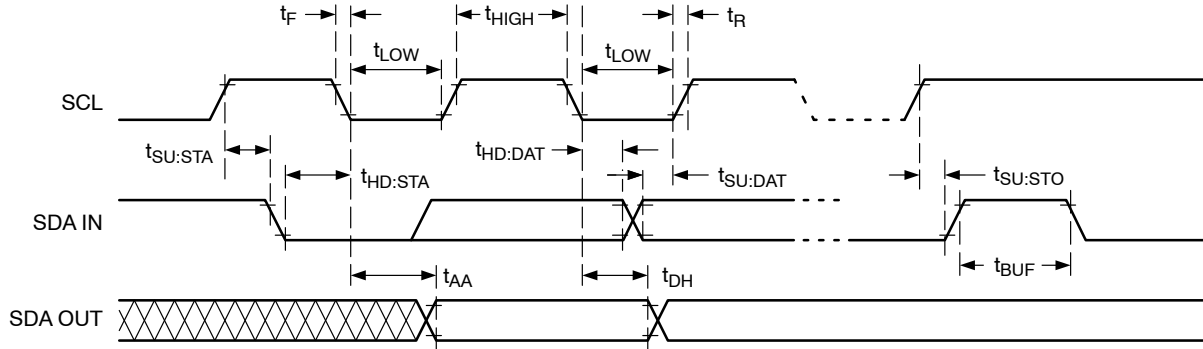 tF
tHIGH
tR
tLOW
tLOW
SCL
tSU:STA
tHD:DAT
tHD:STA
tSU:DAT
tSU:STO
SDA IN
tBUF
tAA
tDH
SDA OUT